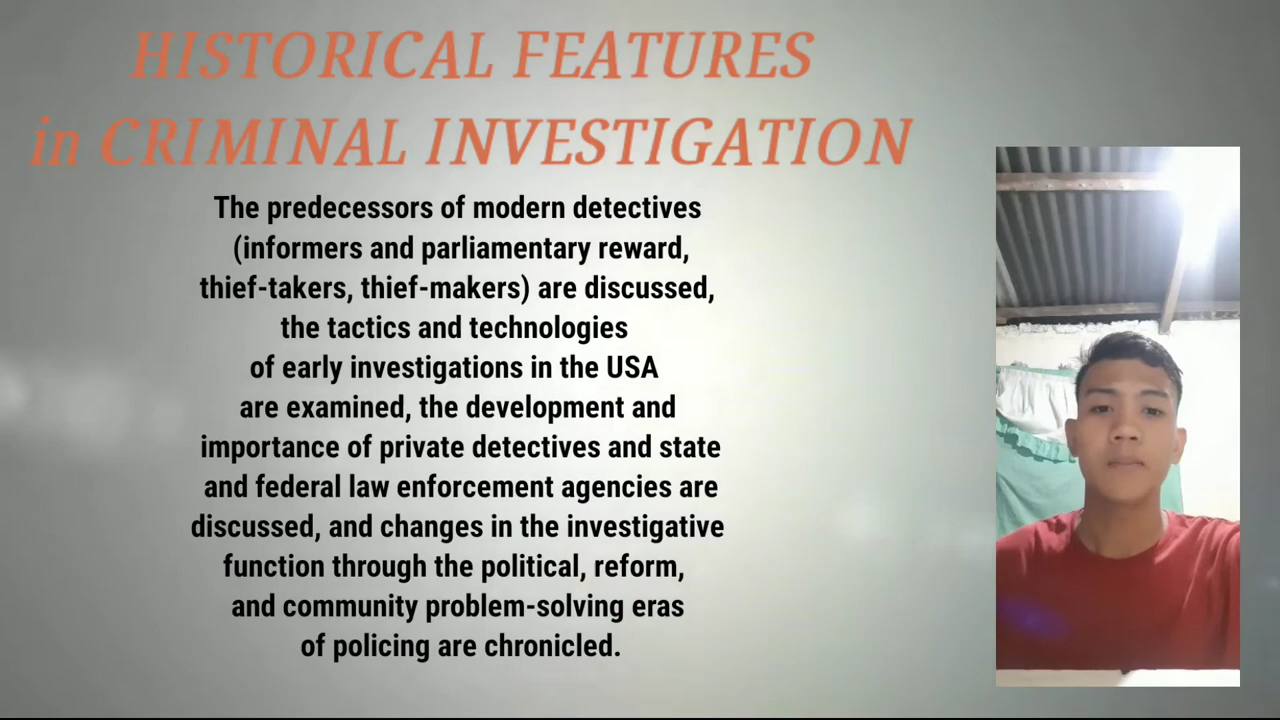 HISTORICAL FEATURES
in CRIMINAL INVESTIGATION
The predecessors of modern detectives
(informers and parliamentary reward,
thief-takers, thief-makers) are discussed,
the tactics and technologies
of early investigations in the USA
are examined, the development and
importance of private detectives and state
and federal law enforcement agencies are
discussed, and changes in the investigative
function through the political, reform,
and community problem-solving eras
of policing are chronicled.